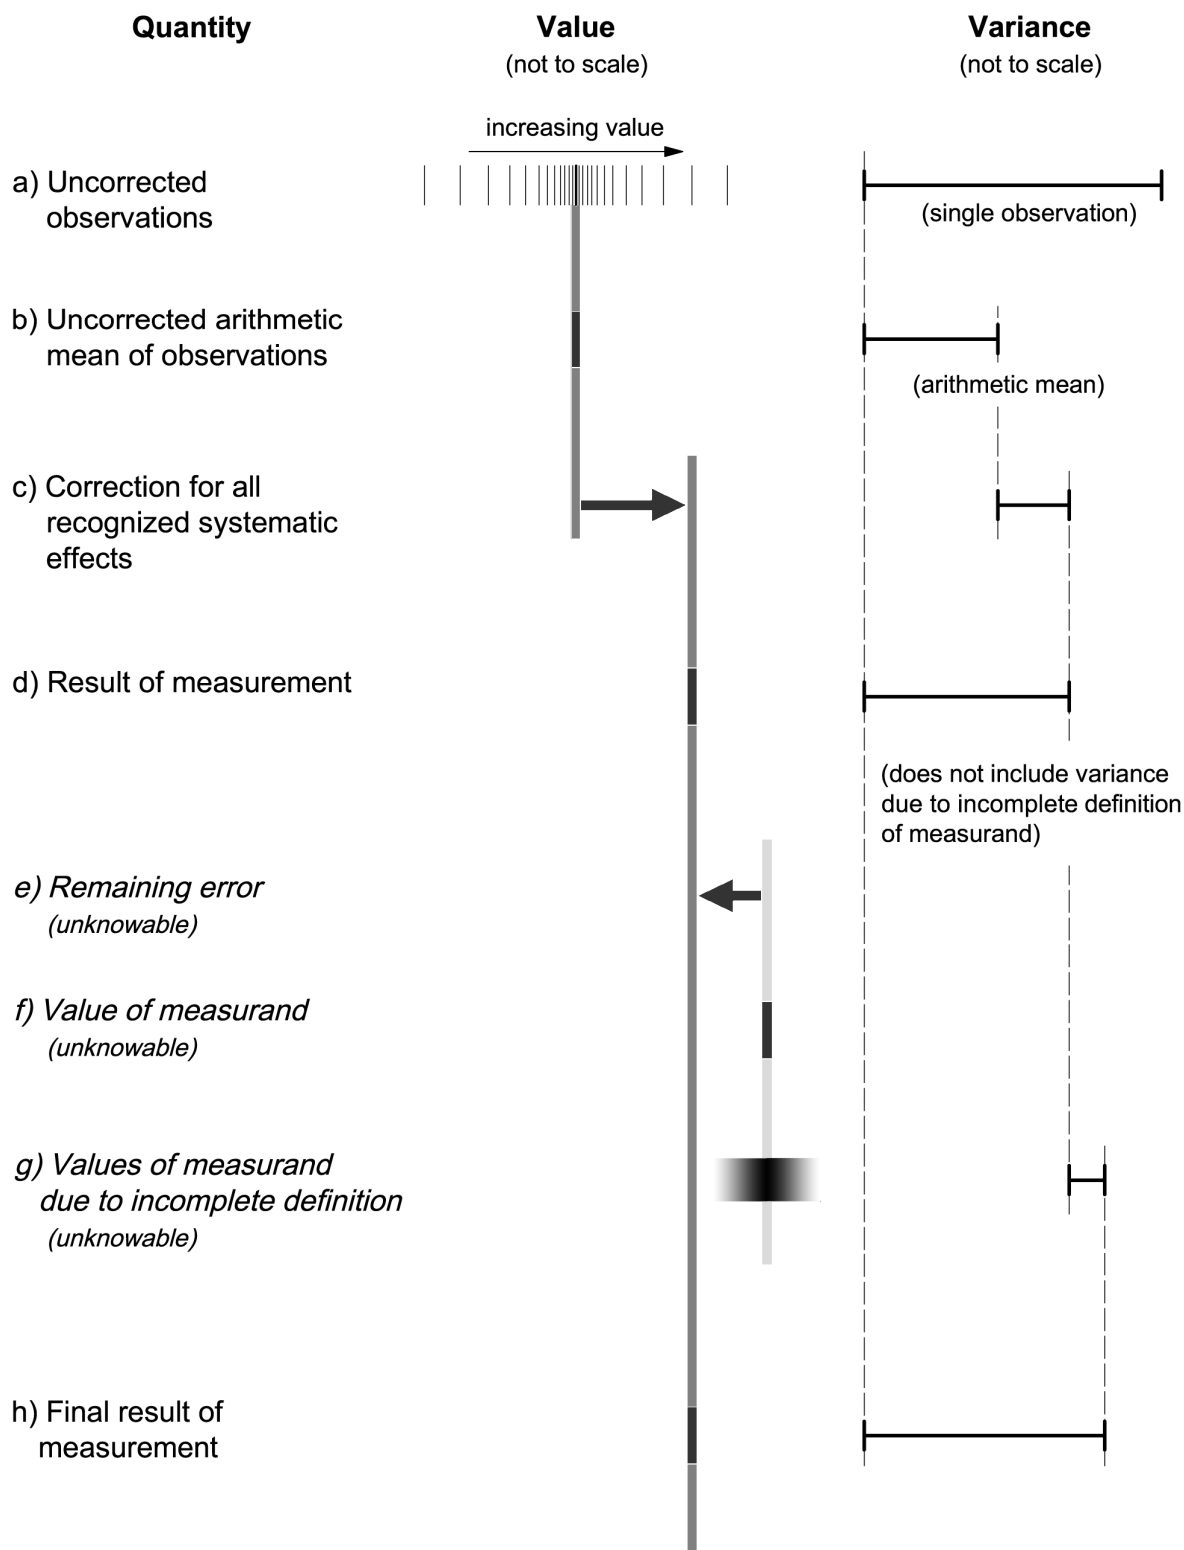 Quantity
Value
(not to scale)
Variance
(not to scale)
increasing value
a) Uncorrected
observations
(single observation)
b) Uncorrected arithmetic
mean of observations
(arithmetic mean)
c) Correction for all
recognized systematic
effects
d) Result of measurement
(does not include variance
due to incomplete definition
of measurand)
e) Remaining error
(unknowable)
f) Value of measurand
(unknowable)
g) Values of measurand
due to incomplete definition
(unknowable)
h) Final result of
measurement